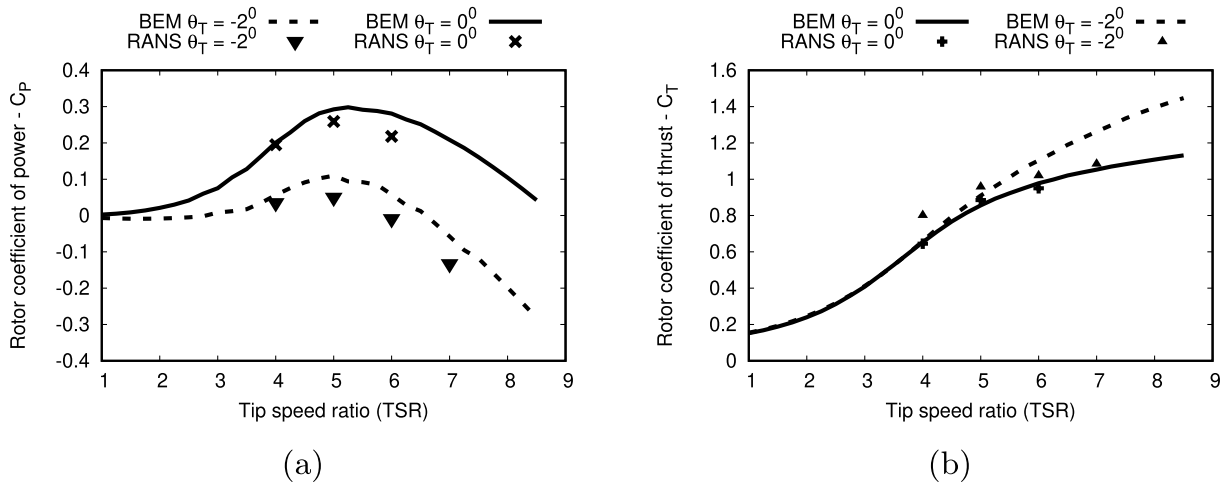 BEM θT = -2⁰ BEM θT = 0⁰
RANS θT = -2⁰ RANS θT = 0⁰
Rotor coefficient of power - CP
0.4
0.3
0.2
0.1
0
-0.1
-0.2
-0.3
-0.4
1 2 3 4 5 6 7 8 9
Tip speed ratio (TSR)
(a)
BEM θT = 0⁰ BEM θT = -2⁰
RANS θT = 0⁰ RANS θT = -2⁰
Rotor coefficient of thrust - CT
1.6
1.4
1.2
1
0.8
0.6
0.4
0.2
0
1 2 3 4 5 6 7 8 9
Tip speed ratio (TSR)
(b)